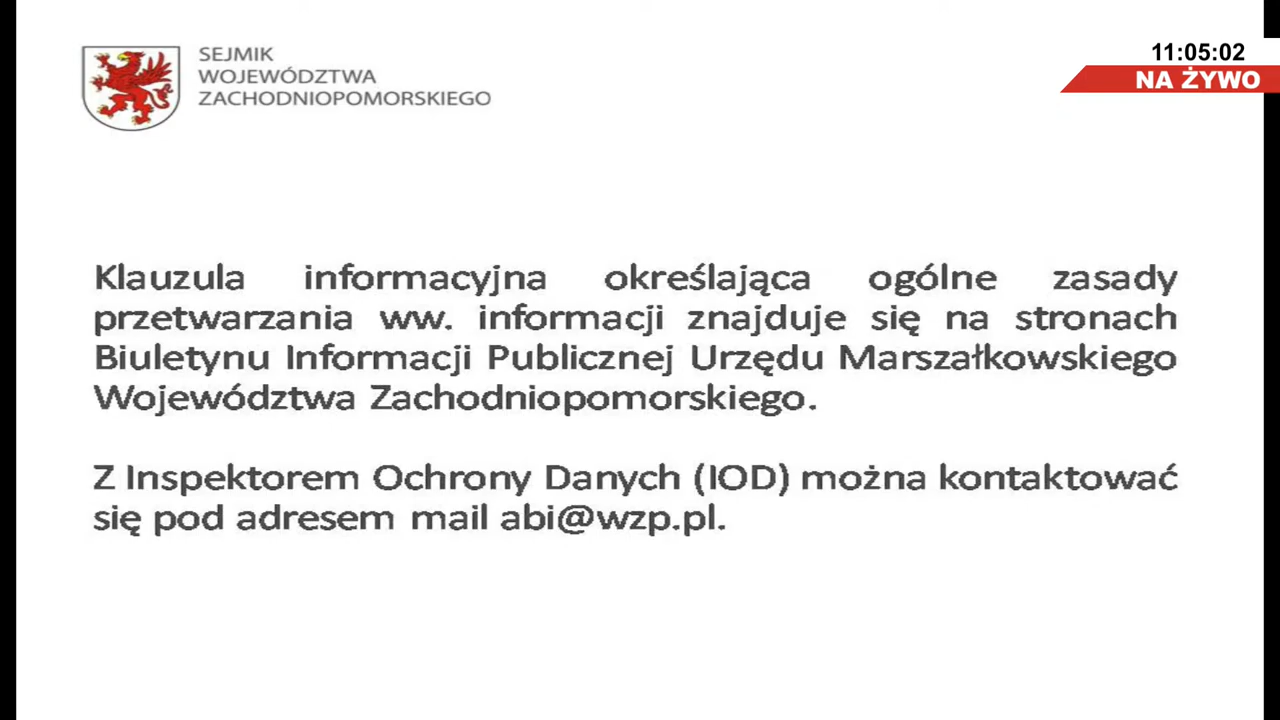 SEJMIK
WOJEWÓDZTWA
ZACHODNIOPOMORSKIEGO
11:05:02
NA ŻYWO
Klauzula informacyjna określająca ogólne zasady
przetwarzania ww. informacji znajduje się na stronach
Biuletynu Informacji Publicznej Urzędu Marszałkowskiego
Województwa Zachodniopomorskiego.
Z Inspektorem Ochrony Danych (IOD) można kontaktować
się pod adresem mail abi@wzp.pl.